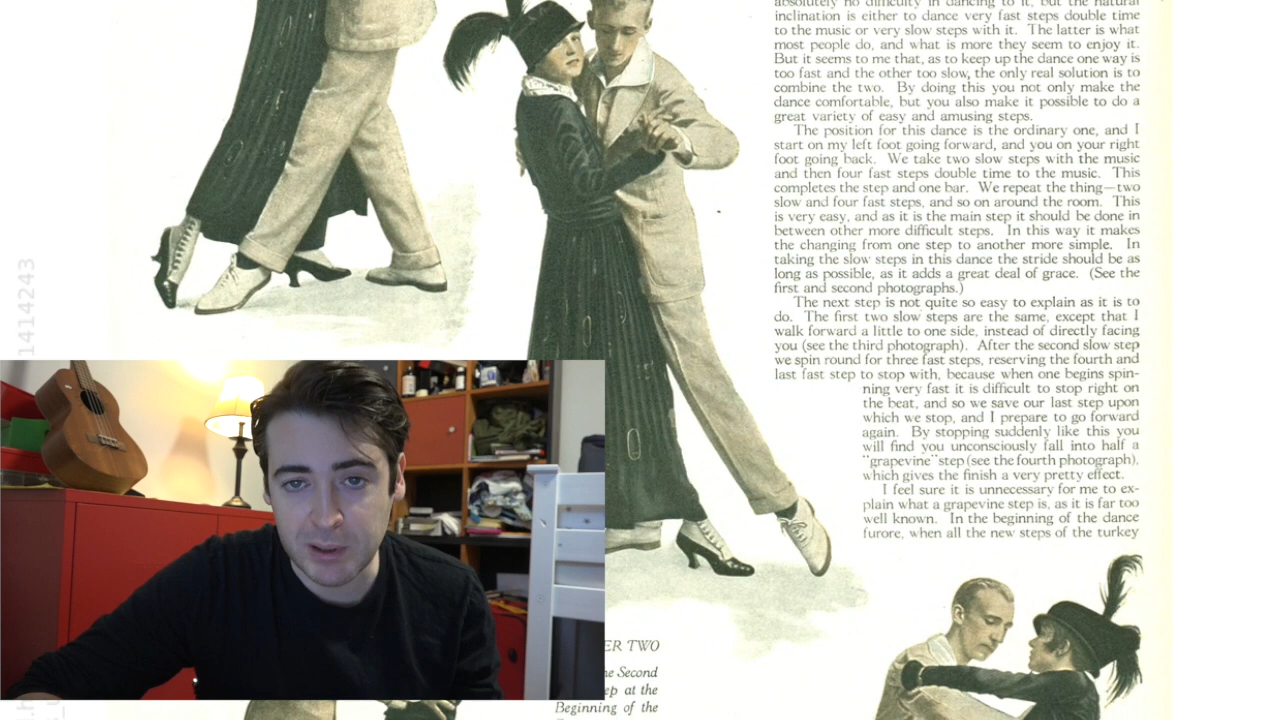 absolutely no difficulty in dancing to it, but the natural
inclination is either to dance very fast steps double time
to the music or very slow steps with it. The latter is what
most people do, and what is more they seem to enjoy it.
But it seems to me that, as to keep up the dance one way is
too fast and the other too slow, the only real solution is to
combine the two. By doing this you not only make the
dance comfortable, but you also make it possible to do a
great variety of easy and amusing steps.
The position for this dance is the ordinary one, and I
start on my left foot going forward, and you on your right
foot going back. We take two slow steps with the music
and then four fast steps double time to the music. This
completes the step and one bar. We repeat the thing—two
slow and four fast steps, and so on around the room. This
is very easy, and as it is the main step it should be done in
between other more difficult steps. In this way it makes
the changing from one step to another more simple. In
taking the slow steps in this dance the stride should be as
long as possible, as it adds a great deal of grace. (See the
first and second photographs.)
The next step is not quite so easy to explain as it is to
do. The first two slow steps are the same, except that I
walk forward a little to one side, instead of directly facing
you (see the third photograph). After the second slow step
we spin round for three fast steps, reserving the fourth and
last fast step to stop with, because when one begins spin-
ning very fast it is difficult to stop right on
the beat, and so we save our last step upon
which we stop, and I prepare to go forward
again. By stopping suddenly like this you
will find you unconsciously fall into half a
"grapevine" step (see the fourth photograph),
which gives the finish a very pretty effect.
I feel sure it is unnecessary for me to ex-
plain what a grapevine step is, as it is far too
well known. In the beginning of the dance
furore, when all the new steps of the turkey
1414243
ER TWO
he Second
ep at the
Beginning of the